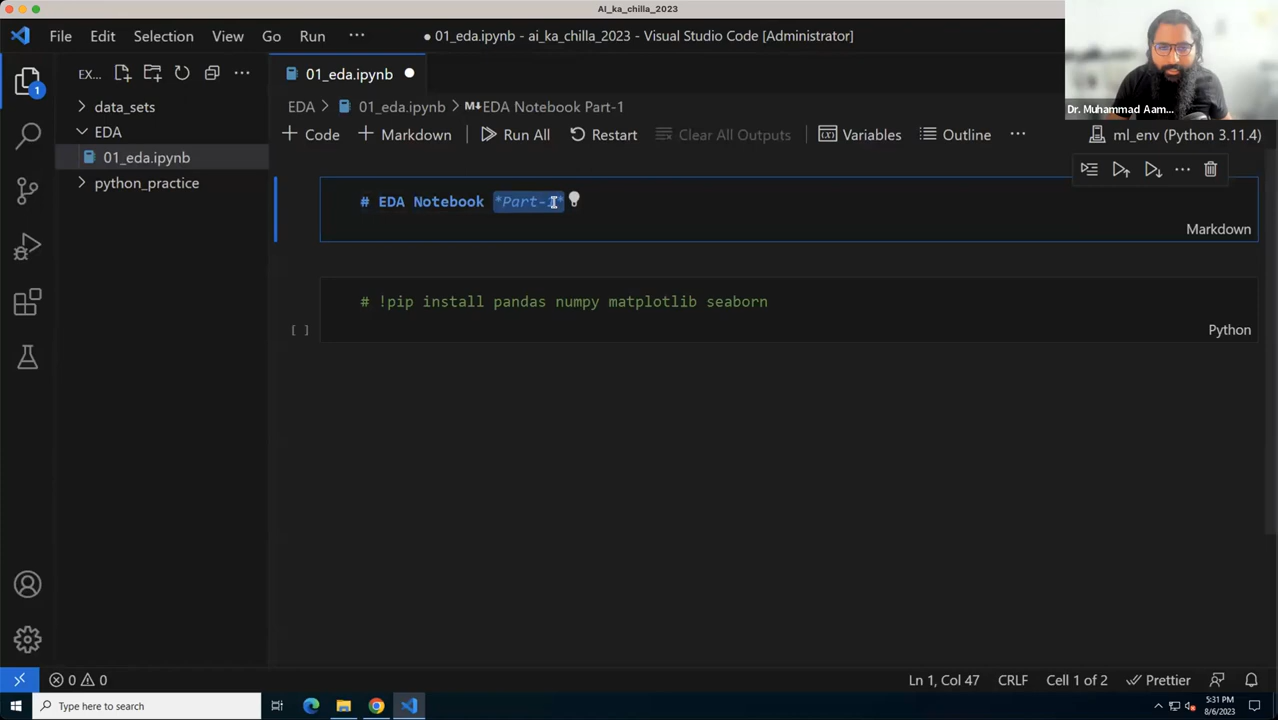 AI_ka_chilla_2023
File Edit Selection View Go Run ··· ● 01_eda.ipynb - ai_ka_chilla_2023 - Visual Studio Code [Administrator]
EX... ···
01_eda.ipynb
data_sets
EDA > 01_eda.ipynb > M↓EDA Notebook Part-1
EDA
+ Code + Markdown Run All Restart Clear All Outputs Variables Outline ··· ml_env (Python 3.11.4)
01_eda.ipynb
python_practice
# EDA Notebook *Part-1*
Markdown
# !pip install pandas numpy matplotlib seaborn
[ ]
Python
Dr. Muhammad Aam...
1
0 0 Ln 1, Col 47 CRLF Cell 1 of 2 Prettier
Type here to search
5:31 PM
8/6/2023